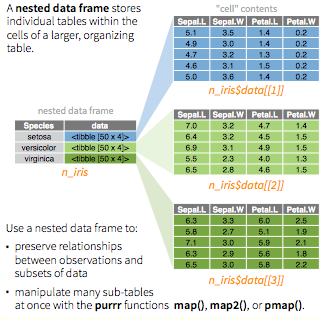 A nested data frame stores
individual tables within the
cells of a larger, organizing
table.
"cell" contents
Sepal.L Sepal.W Petal.L Petal.W
5.1 3.5 1.4 0.2
4.9 3.0 1.4 0.2
4.7 3.2 1.3 0.2
4.6 3.1 1.5 0.2
5.0 3.6 1.4 0.2
n_iris$data[[1]]
nested data frame
Species data
setosa <tibble [50 x 4]>
versicolor <tibble [50 x 4]>
virginica <tibble [50 x 4]>
n_iris
Sepal.L Sepal.W Petal.L Petal.W
7.0 3.2 4.7 1.4
6.4 3.2 4.5 1.5
6.9 3.1 4.9 1.5
5.5 2.3 4.0 1.3
6.5 2.8 4.6 1.5
n_iris$data[[2]]
Sepal.L Sepal.W Petal.L Petal.W
6.3 3.3 6.0 2.5
5.8 2.7 5.1 1.9
7.1 3.0 5.9 2.1
6.3 2.9 5.6 1.8
6.5 3.0 5.8 2.2
n_iris$data[[3]]
Use a nested data frame to:
• preserve relationships
between observations and
subsets of data
• manipulate many sub-tables
at once with the purrr functions map(), map2(), or pmap().